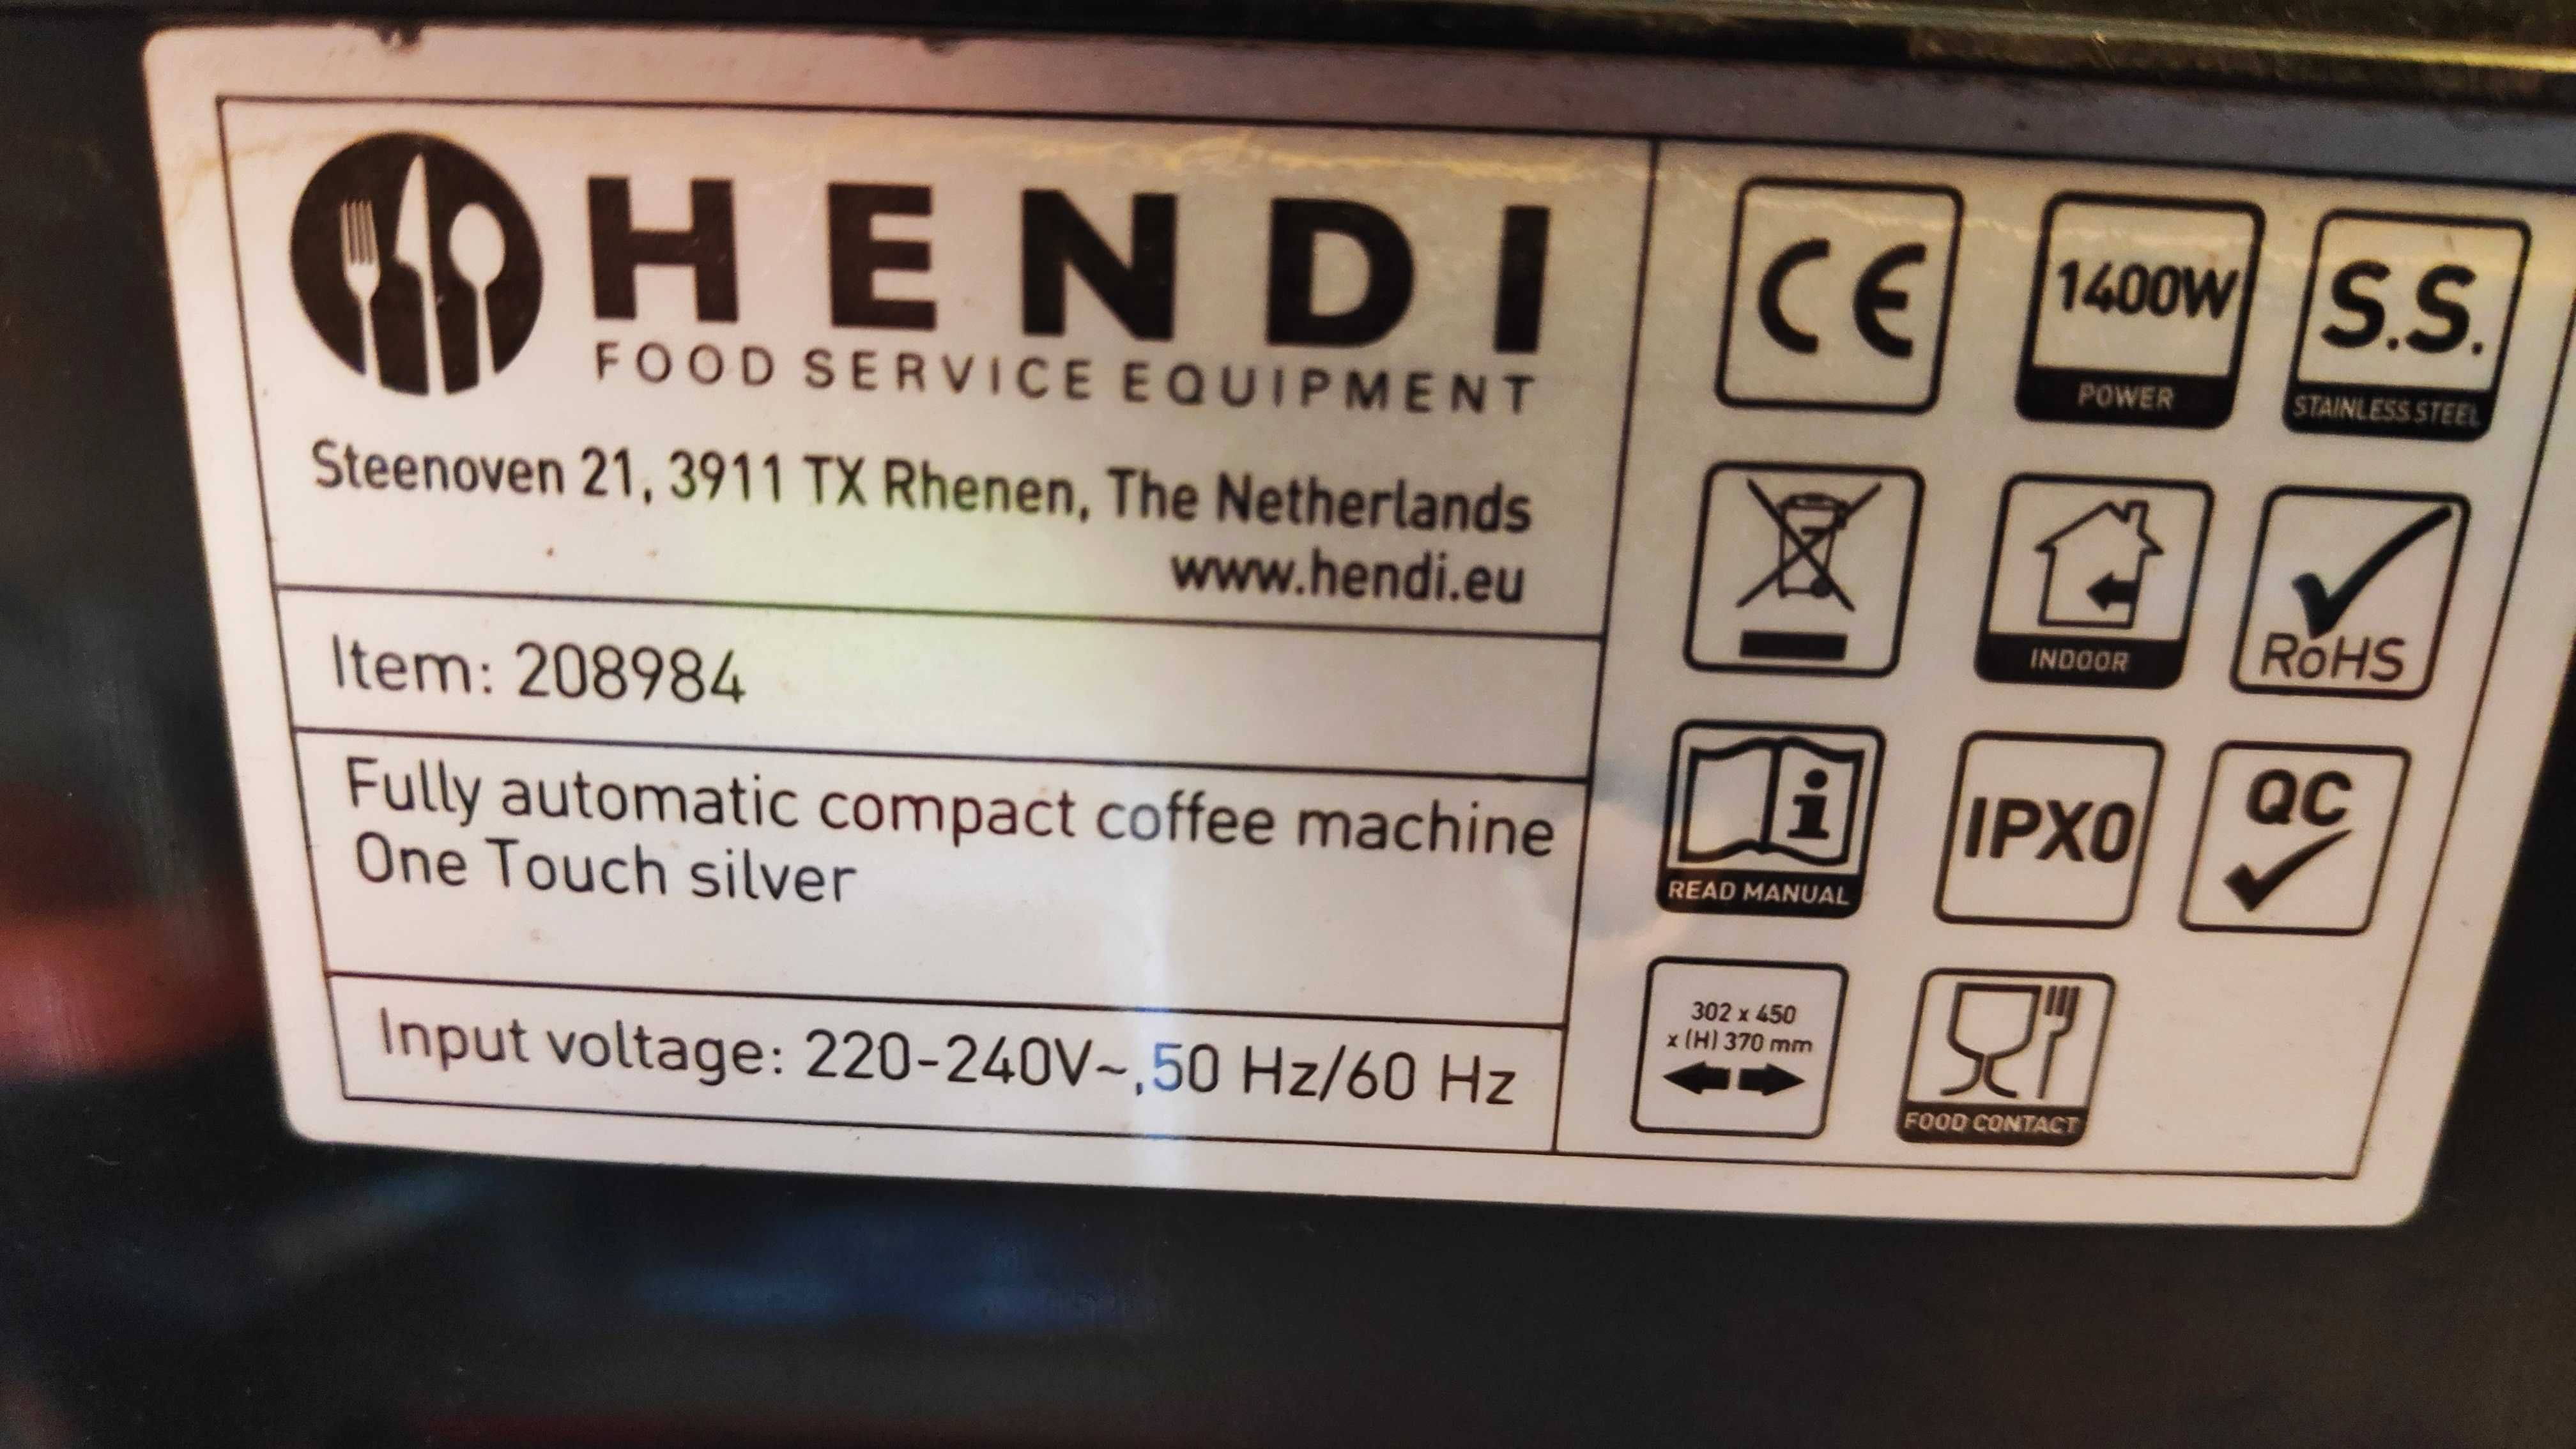 HENDI
FOOD SERVICE EQUIPMENT
Steenoven 21, 3911 TX Rhenen, The Netherlands
www.hendi.eu
Item: 208984
Fully automatic compact coffee machine
One Touch silver
Input voltage: 220-240V~,50 Hz/60 Hz
CE
1400W
POWER
S.S.
STAINLESS STEEL
INDOOR
RoHS
i
READ MANUAL
IPX0
QC
302 x 450
x (H) 370 mm
FOOD CONTACT